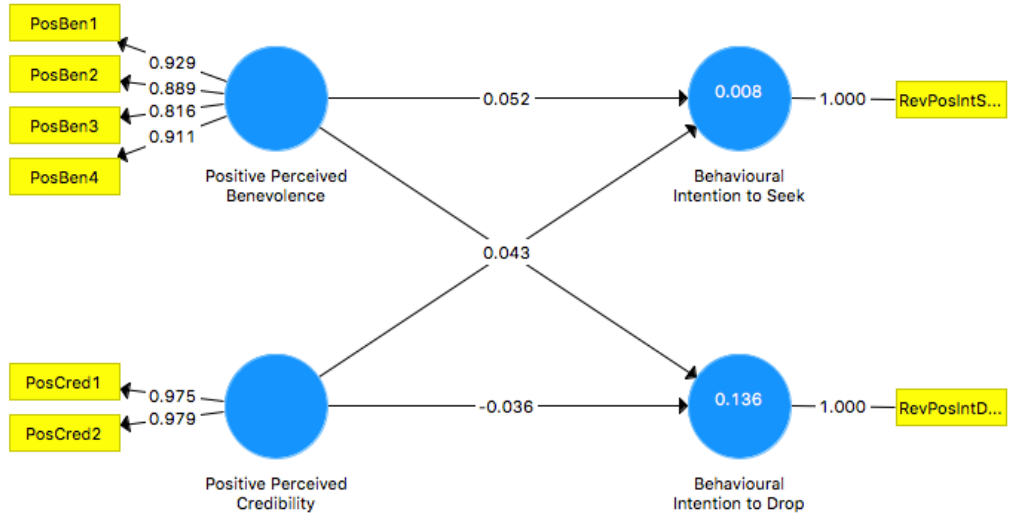 PosBen1
0.929
PosBen2
0.889
0.816
PosBen3
0.911
PosBen4
Positive Perceived
Benevolence
0.052
0.008
1.000
RevPosIntS...
Behavioural
Intention to Seek
0.043
PosCred1
0.975
0.979
PosCred2
Positive Perceived
Credibility
-0.036
0.136
1.000
RevPosIntD...
Behavioural
Intention to Drop